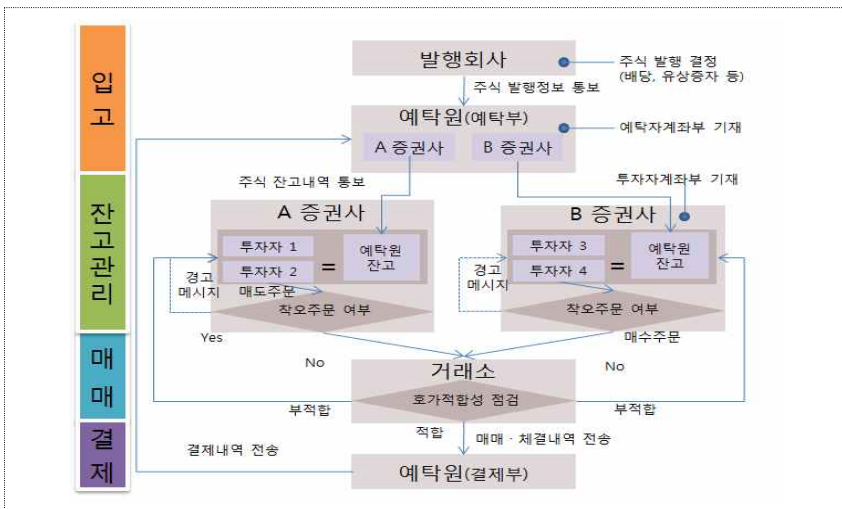 입고
발행회사
주식 발행 결정
(배당, 유상증자 등)
주식 발행정보 통보
예탁원(예탁부)
예탁자계좌부 기재
A 증권사
B 증권사
잔고관리
주식 잔고내역 통보
투자자계좌부 기재
A 증권사
B 증권사
투자자 1
투자자 2
=
예탁원
잔고
투자자 3
투자자 4
=
예탁원
잔고
경고
메시지
매도주문
경고
메시지
착오주문 여부
착오주문 여부
Yes
매수주문
매매
No
거래소
No
호가적합성 점검
부적합
부적합
결제
적합
매매·체결내역 전송
결제내역 전송
예탁원(결제부)